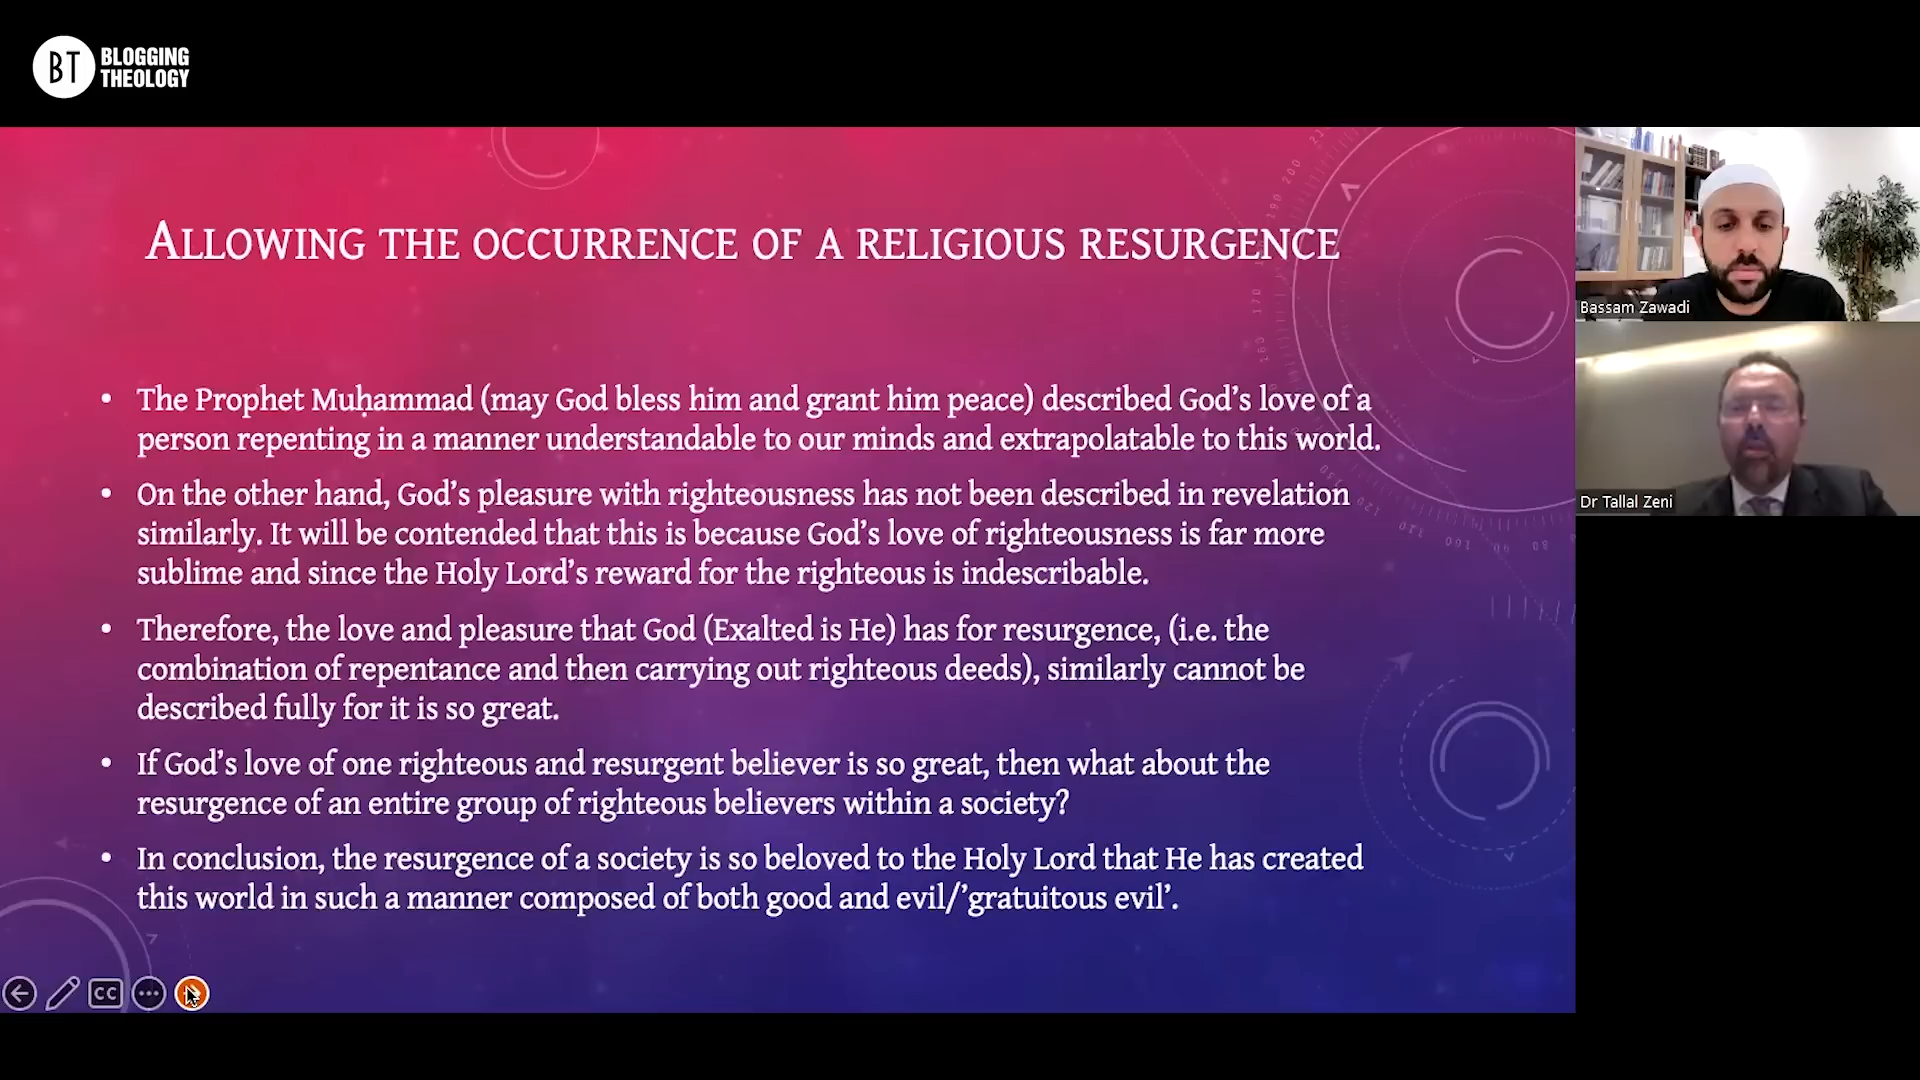 BT BLOGGING
THEOLOGY
ALLOWING THE OCCURRENCE OF A RELIGIOUS RESURGENCE
• The Prophet Muḥammad (may God bless him and grant him peace) described God's love of a
person repenting in a manner understandable to our minds and extrapolatable to this world.
• On the other hand, God's pleasure with righteousness has not been described in revelation
similarly. It will be contended that this is because God's love of righteousness is far more
sublime and since the Holy Lord's reward for the righteous is indescribable.
• Therefore, the love and pleasure that God (Exalted is He) has for resurgence, (i.e. the
combination of repentance and then carrying out righteous deeds), similarly cannot be
described fully for it is so great.
• If God's love of one righteous and resurgent believer is so great, then what about the
resurgence of an entire group of righteous believers within a society?
• In conclusion, the resurgence of a society is so beloved to the Holy Lord that He has created
this world in such a manner composed of both good and evil/'gratuitous evil'.
CC
Bassam Zawadi
Dr Tallal Zeni